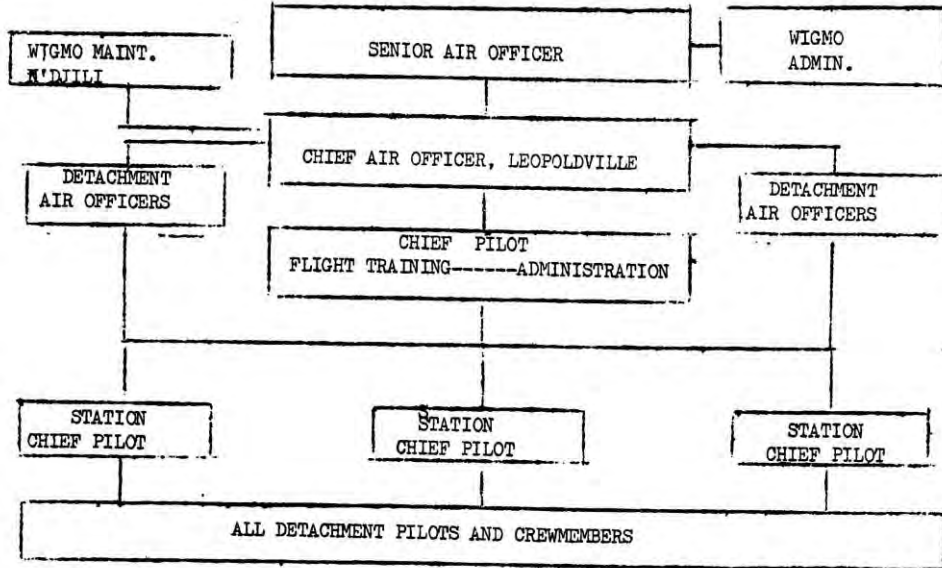 WIGMO MAINT.
N'DJILI
SENIOR AIR OFFICER
WIGMO
ADMIN.
CHIEF AIR OFFICER, LEOPOLDVILLE
DETACHMENT
AIR OFFICERS
DETACHMENT
AIR OFFICERS
CHIEF PILOT
FLIGHT TRAINING------ADMINISTRATION
STATION
CHIEF PILOT
STATION
CHIEF PILOT
STATION
CHIEF PILOT
ALL DETACHMENT PILOTS AND CREWMEMBERS